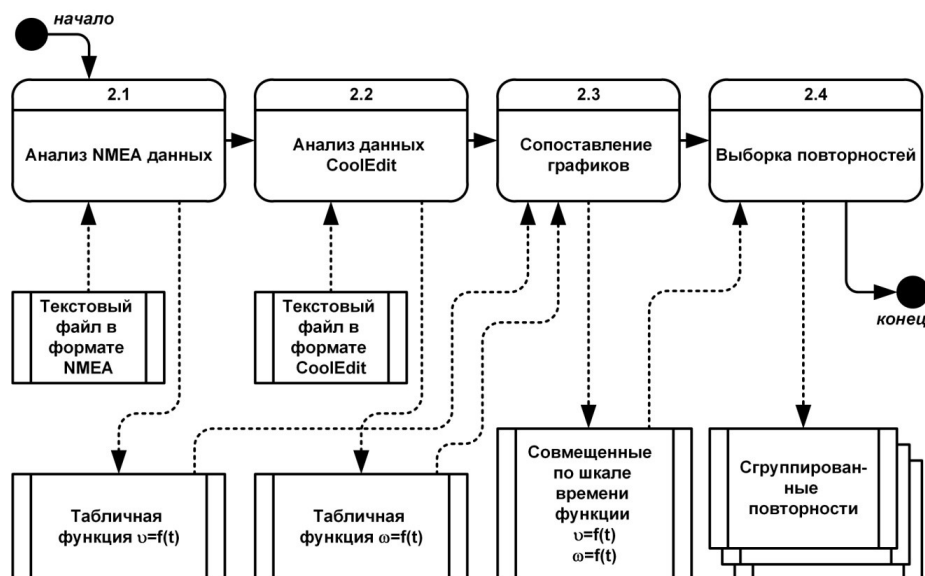 начало
2.1
Анализ NMEA данных
2.2
Анализ данных
CoolEdit
2.3
Сопоставление
графиков
2.4
Выборка повторностей
Текстовый
файл в
формате
NMEA
Текстовый
файл в
формате
CoolEdit
конец
Табличная
функция υ=f(t)
Табличная
функция ω=f(t)
Совмещенные
по шкале
времени
функции
υ=f(t)
ω=f(t)
Сгруппирован-
ные
повторности